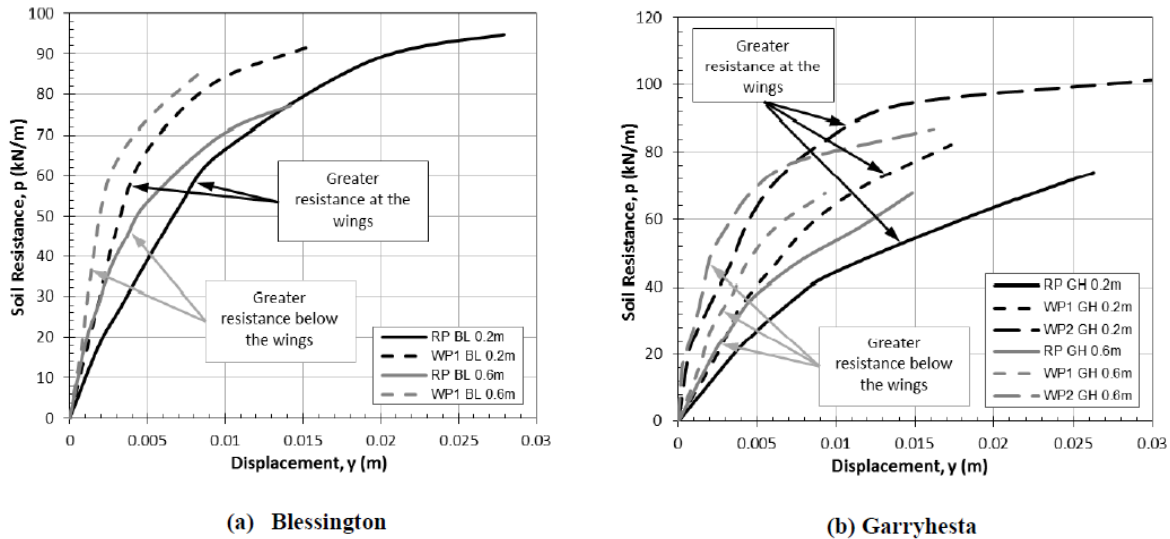 100
90
80
70
60
50
40
30
20
10
0
Soil Resistance, p (kN/m)
Greater
resistance at the
wings
Greater
resistance below
the wings
RP BL 0.2m
WP1 BL 0.2m
RP BL 0.6m
WP1 BL 0.6m
0 0.005 0.01 0.015 0.02 0.025 0.03
Displacement, y (m)
(a) Blessington
120
100
80
60
40
20
0
Soil Resistance, p (kN/m)
Greater
resistance at the
wings
Greater
resistance below
the wings
RP GH 0.2m
WP1 GH 0.2m
WP2 GH 0.2m
RP GH 0.6m
WP1 GH 0.6m
WP2 GH 0.6m
0 0.005 0.01 0.015 0.02 0.025 0.03
Displacement, y (m)
(b) Garryhesta